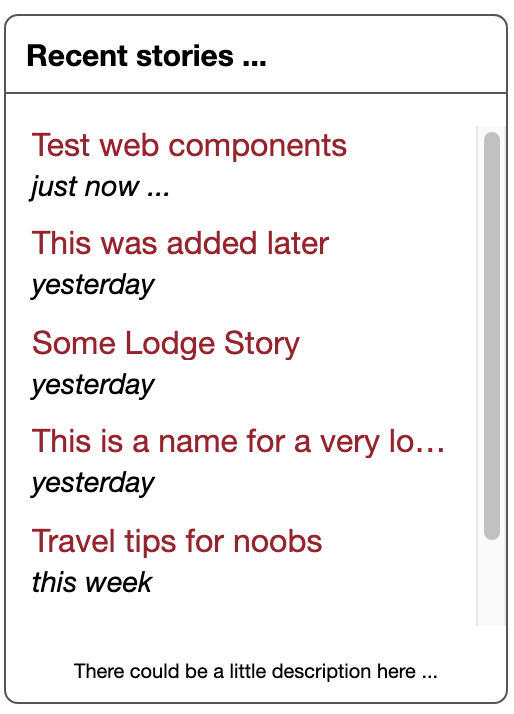 Recent stories ...
Test web components
just now ...
This was added later
yesterday
Some Lodge Story
yesterday
This is a name for a very lo...
yesterday
Travel tips for noobs
this week
There could be a little description here ...